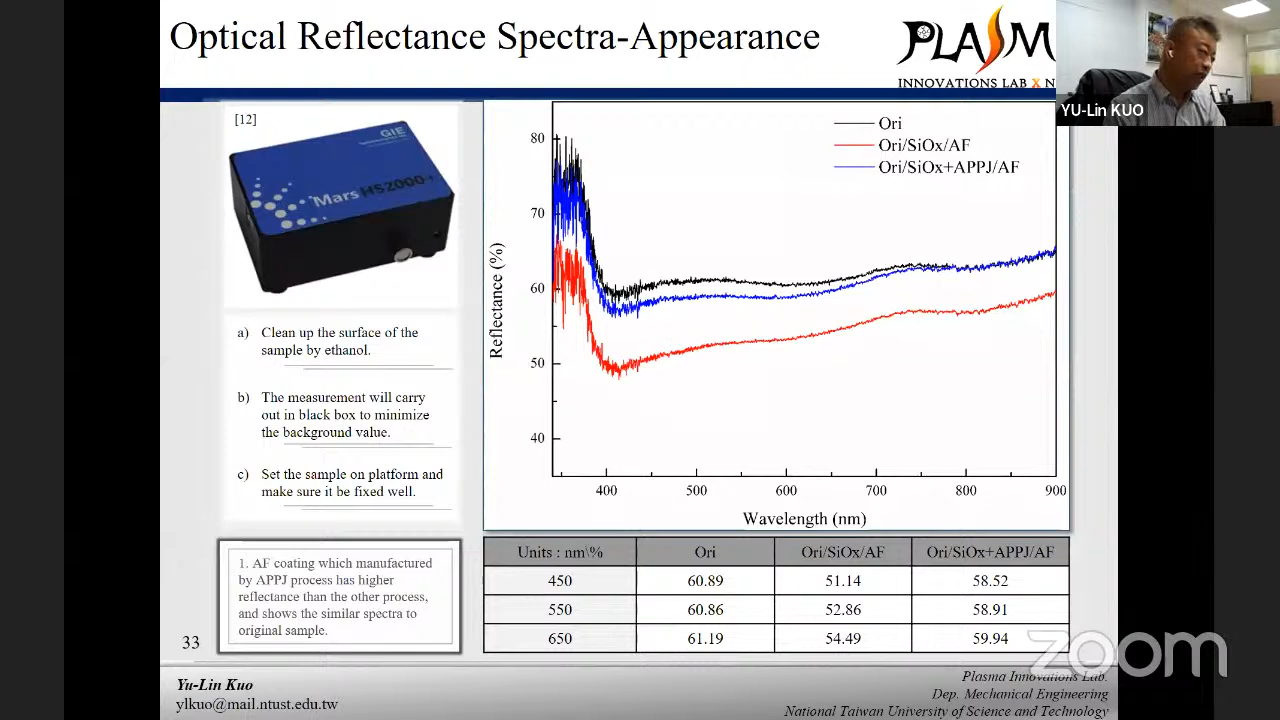 Optical Reflectance Spectra-Appearance
PLASM
INNOVATIONS LAB X N
YU-Lin KUO
[12]
GIE
Mars HS2000+
a) Clean up the surface of the
sample by ethanol.
b) The measurement will carry
out in black box to minimize
the background value.
c) Set the sample on platform and
make sure it be fixed well.
1. AF coating which manufactured
by APPJ process has higher
reflectance than the other process,
and shows the similar spectra to
original sample.
33
Ori
Ori/SiOx/AF
Ori/SiOx+APPJ/AF
Reflectance (%)
80
70
60
50
40
400 500 600 700 800 900
Wavelength (nm)
Units : nm\% Ori Ori/SiOx/AF Ori/SiOx+APPJ/AF
450 60.89 51.14 58.52
550 60.86 52.86 58.91
650 61.19 54.49 59.94
zoom
Yu-Lin Kuo
ylkuo@mail.ntust.edu.tw
Plasma Innovations Lab.
Dep. Mechanical Engineering
National Taiwan University of Science and Technology